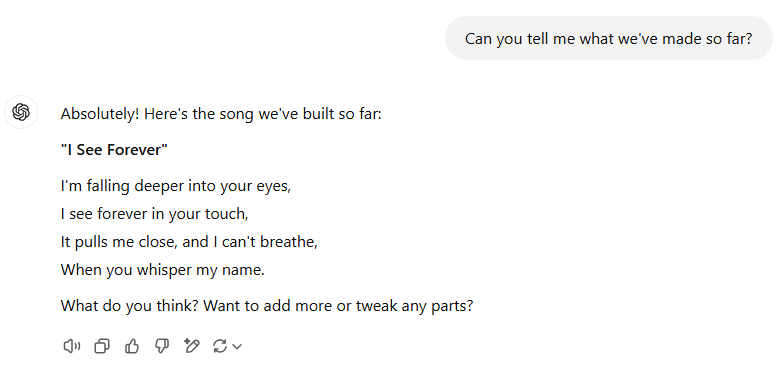 Can you tell me what we've made so far?
Absolutely! Here's the song we've built so far:
"I See Forever"
I'm falling deeper into your eyes,
I see forever in your touch,
It pulls me close, and I can't breathe,
When you whisper my name.
What do you think? Want to add more or tweak any parts?